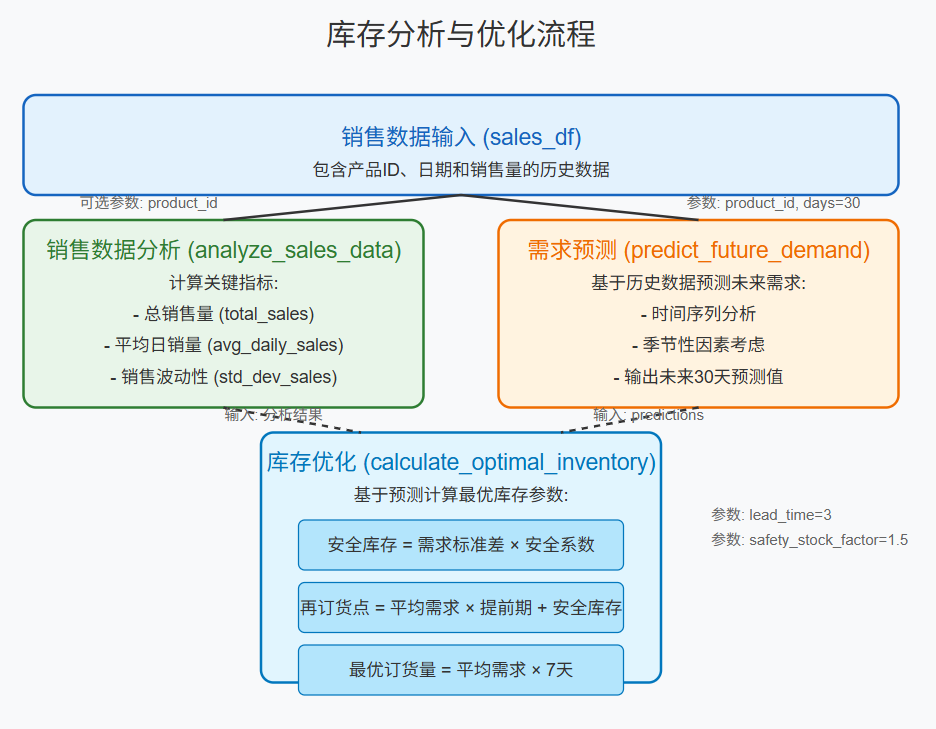 库存分析与优化流程
销售数据输入 (sales_df)
包含产品ID、日期和销售量的历史数据
可选参数: product_id
参数: product_id, days=30
销售数据分析 (analyze_sales_data)
计算关键指标:
- 总销售量 (total_sales)
- 平均日销量 (avg_daily_sales)
- 销售波动性 (std_dev_sales)
需求预测 (predict_future_demand)
基于历史数据预测未来需求:
- 时间序列分析
- 季节性因素考虑
- 输出未来30天预测值
输入: 分析结果
输入: predictions
库存优化 (calculate_optimal_inventory)
基于预测计算最优库存参数:
安全库存 = 需求标准差 × 安全系数
再订货点 = 平均需求 × 提前期 + 安全库存
最优订货量 = 平均需求 × 7天
参数: lead_time=3
参数: safety_stock_factor=1.5